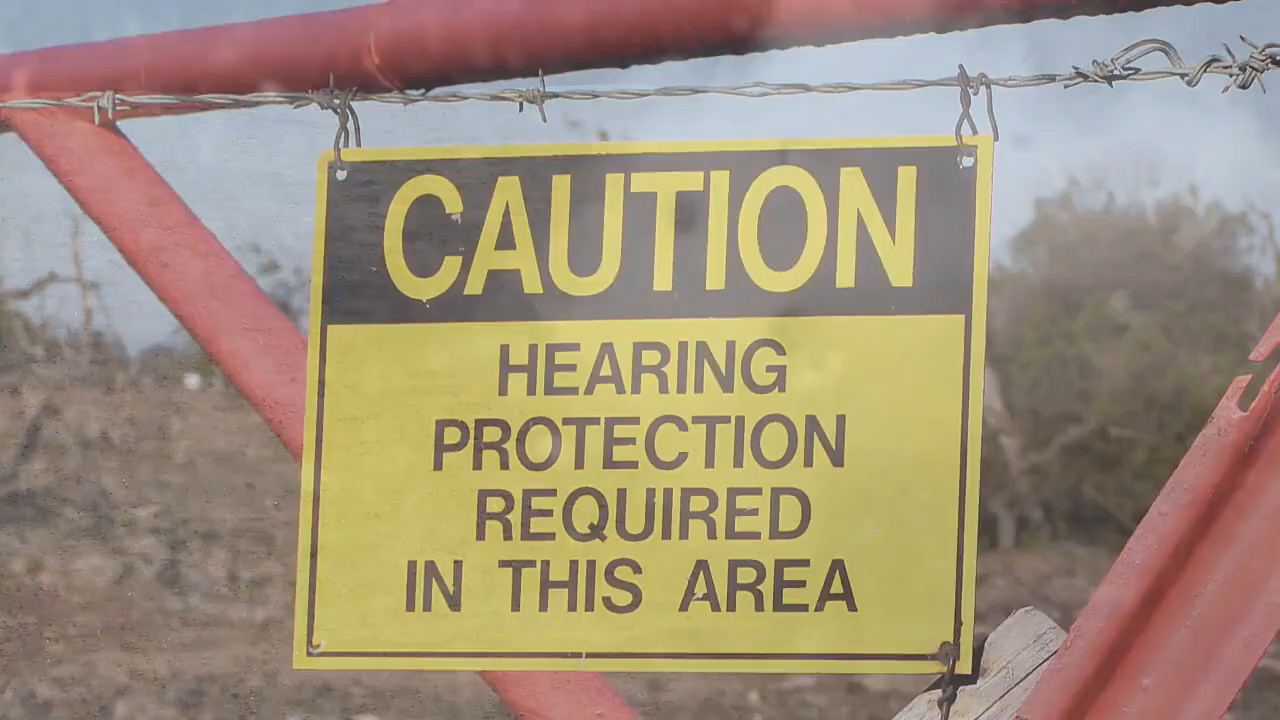 CAUTION
HEARING
PROTECTION
REQUIRED
IN THIS AREA